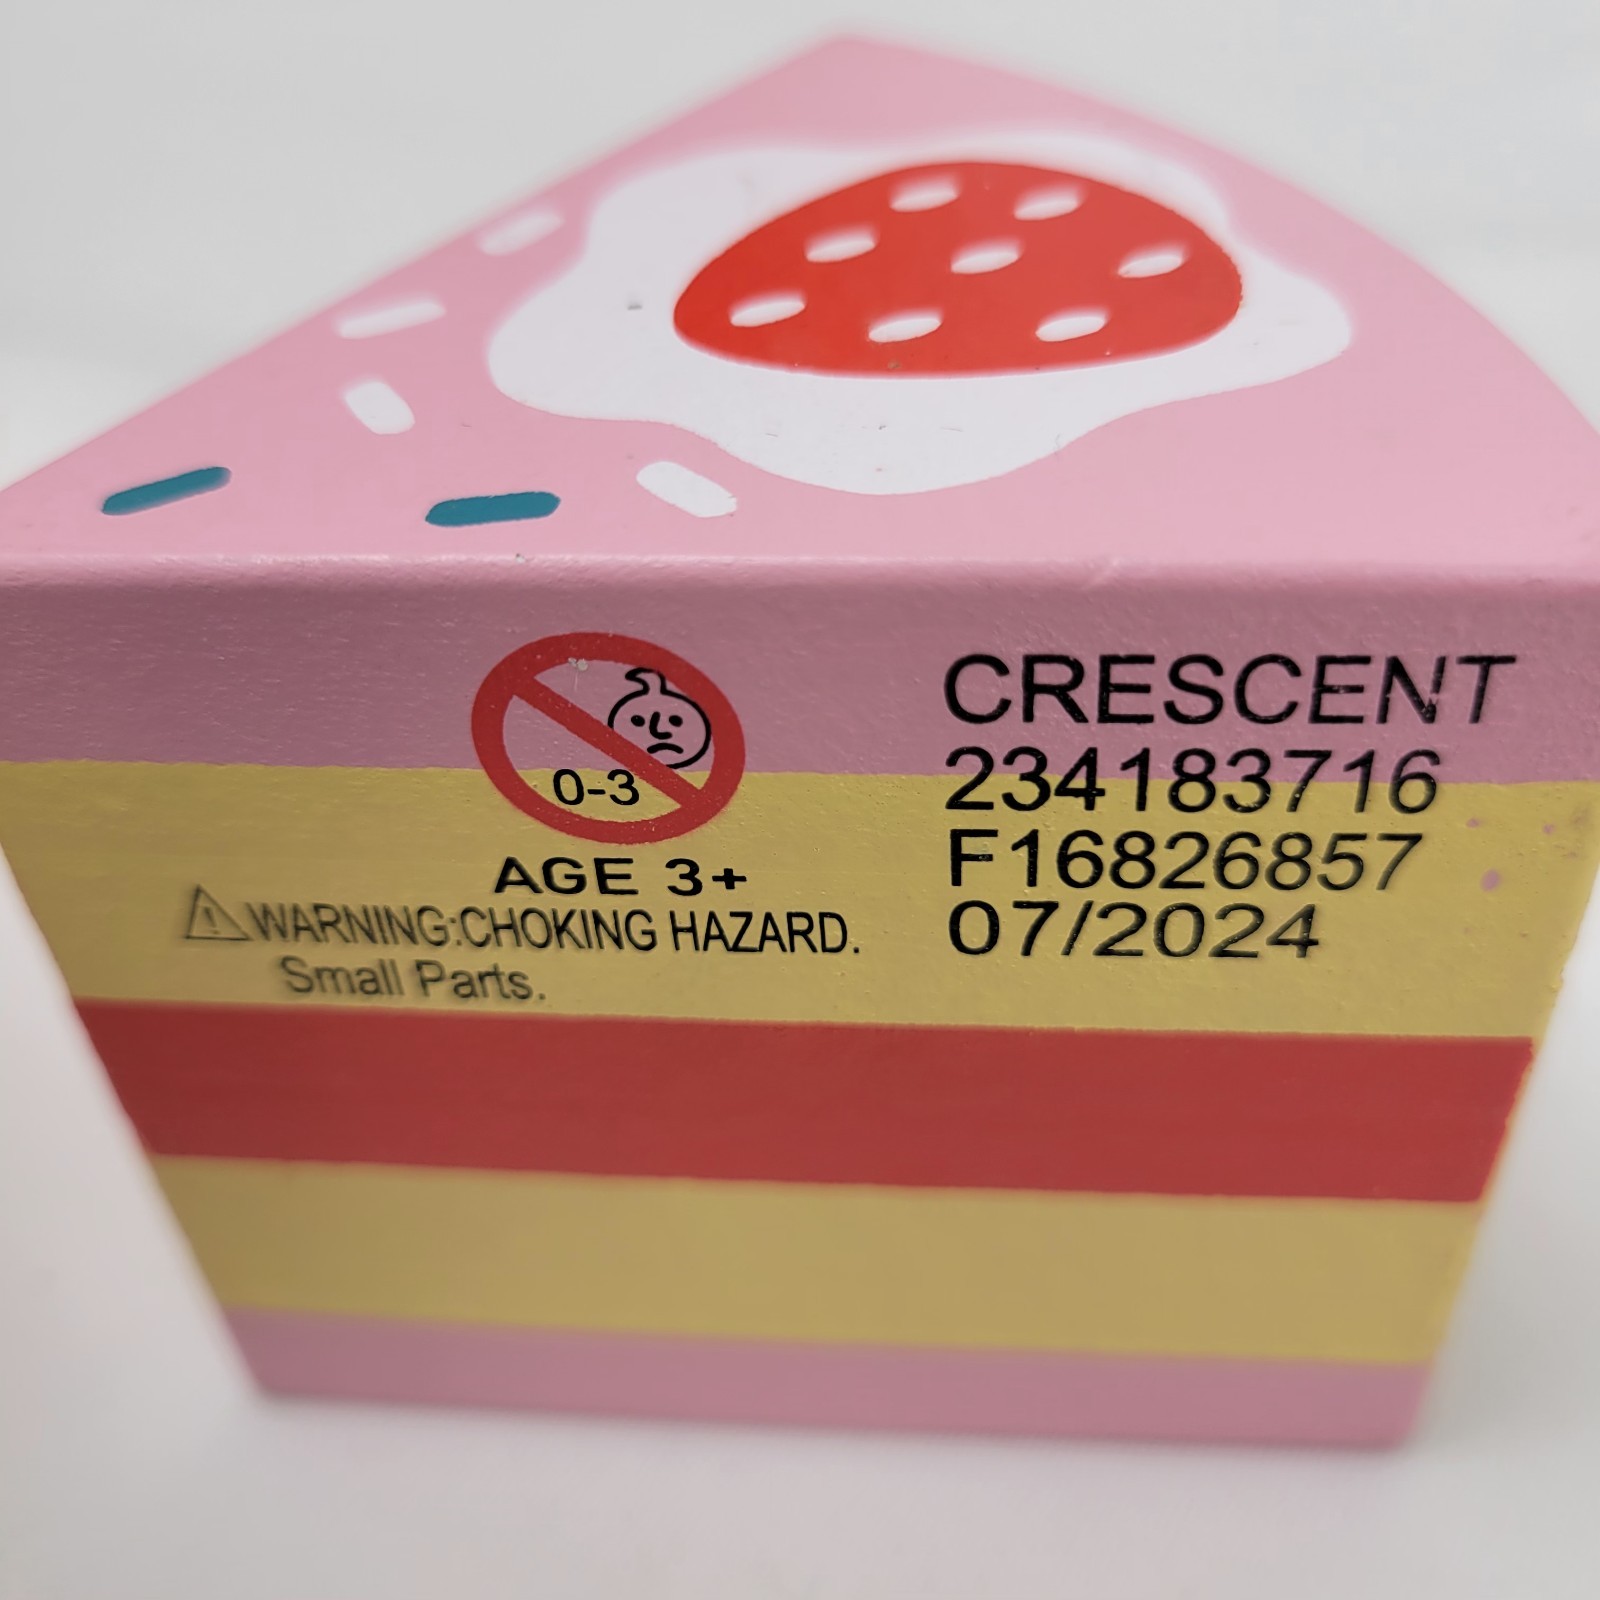 0-3
AGE 3+
WARNING:CHOKING HAZARD.
Small Parts.
CRESCENT
234183716
F16826857
07/2024